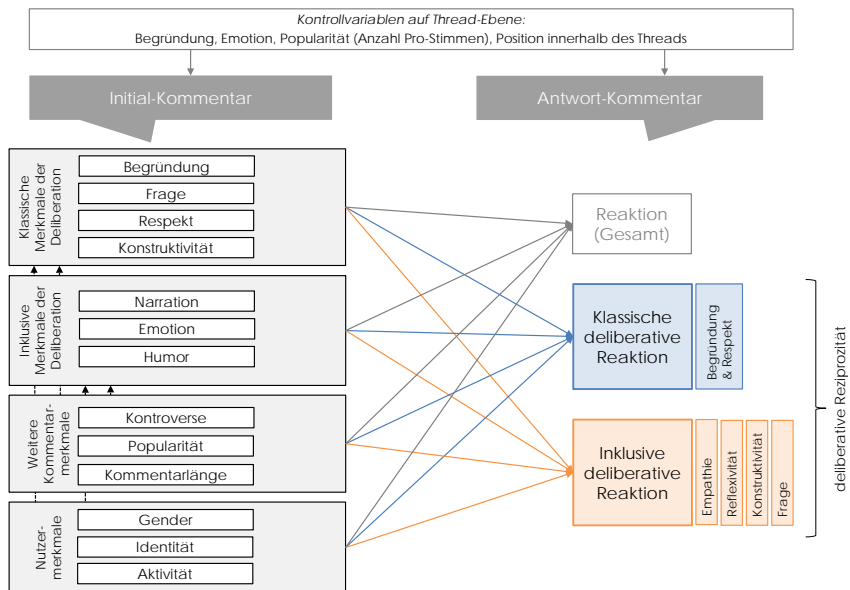 Kontrollvariablen auf Thread-Ebene:
Begründung, Emotion, Popularität (Anzahl Pro-Stimmen), Position innerhalb des Threads
Initial-Kommentar
Antwort-Kommentar
Klassische
Merkmale der
Deliberation
Begründung
Frage
Respekt
Konstruktivität
Inklusive
Merkmale der
Deliberation
Narration
Emotion
Humor
Weitere
Kommentar-
merkmale
Kontroverse
Popularität
Kommentarlänge
Nutzer-
merkmale
Gender
Identität
Aktivität
Reaktion
(Gesamt)
Klassische
deliberative
Reaktion
Begründung
& Respekt
Inklusive
deliberative
Reaktion
Empathie
Reflexivität
Konstruktivität
Frage
deliberative Reziprozität